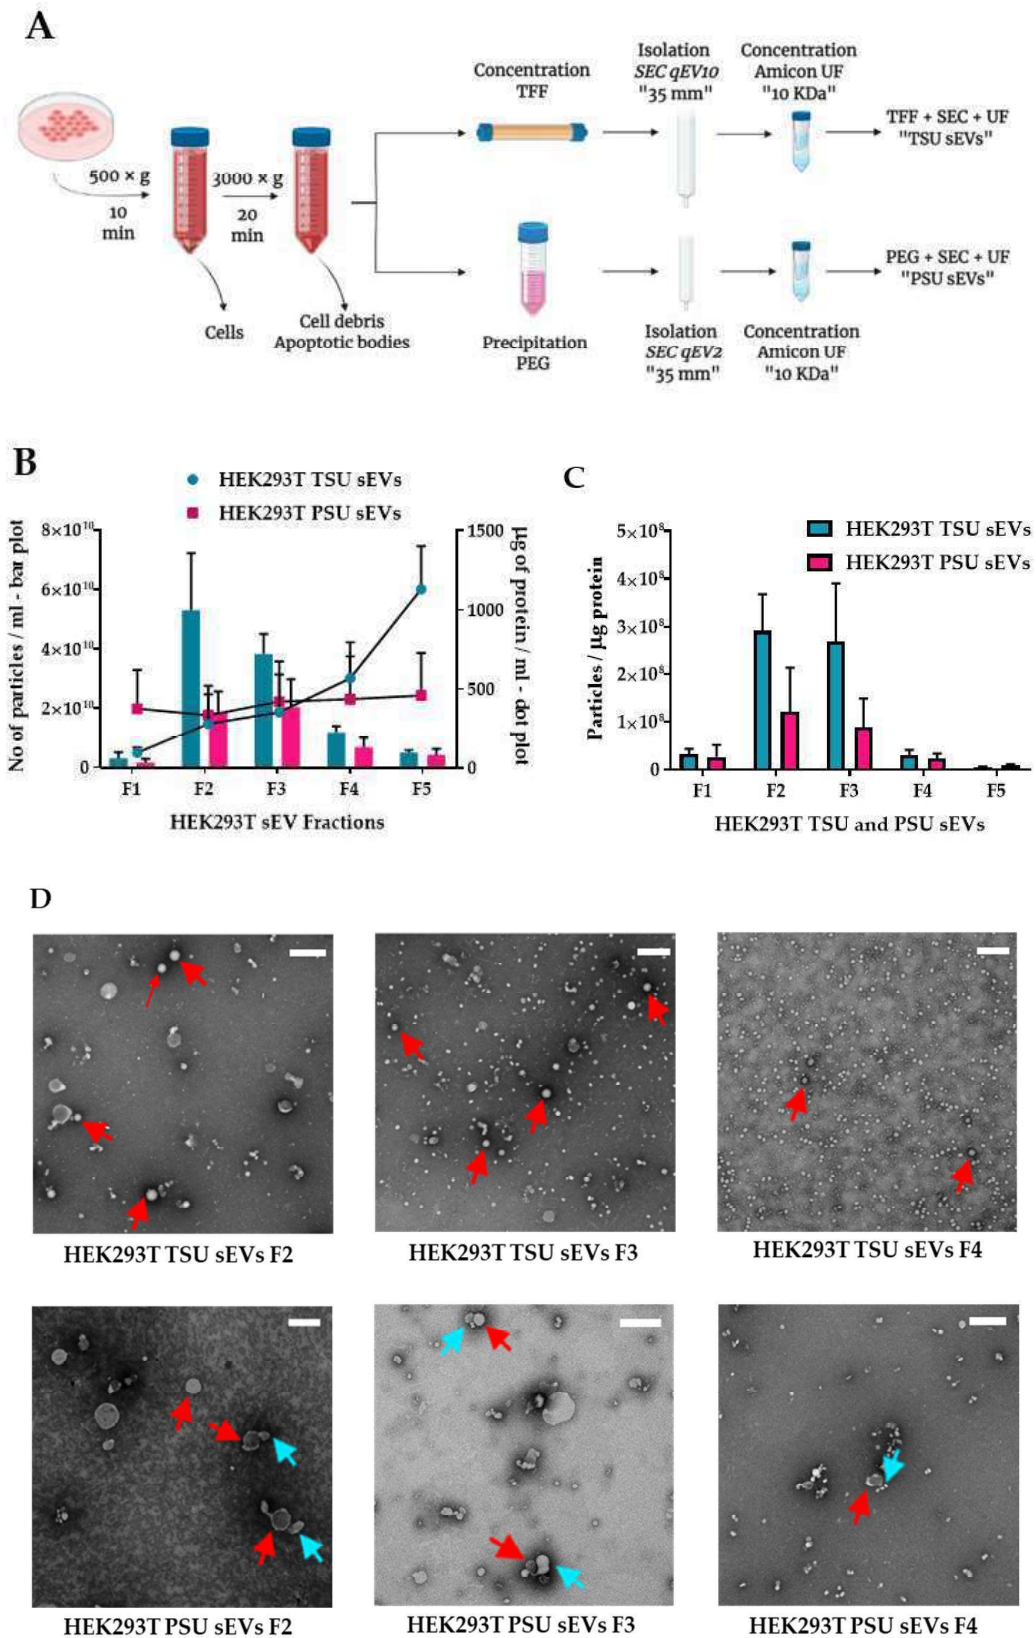 A
Concentration
TFF
Isolation
SEC qEV10
"35 mm"
Concentration
Amicon UF
"10 KDa"
TFF + SEC + UF
"TSU sEVs"
500 × g
10
min
3000 × g
20
min
Cells
Cell debris
Apoptotic bodies
Precipitation
PEG
Isolation
SEC qEV2
"35 mm"
Concentration
Amicon UF
"10 KDa"
PEG + SEC + UF
"PSU sEVs"
B
HEK293T TSU sEVs
HEK293T PSU sEVs
No of particles / ml - bar plot
8×10¹⁰
6×10¹⁰
4×10¹⁰
2×10¹⁰
0
1500
1000
500
0
µg of protein / ml - dot plot
F1 F2 F3 F4 F5
HEK293T sEV Fractions
C
HEK293T TSU sEVs
HEK293T PSU sEVs
Particles / µg protein
5×10⁸
4×10⁸
3×10⁸
2×10⁸
1×10⁸
0
F1 F2 F3 F4 F5
HEK293T TSU and PSU sEVs
D
HEK293T TSU sEVs F2
HEK293T TSU sEVs F3
HEK293T TSU sEVs F4
HEK293T PSU sEVs F2
HEK293T PSU sEVs F3
HEK293T PSU sEVs F4